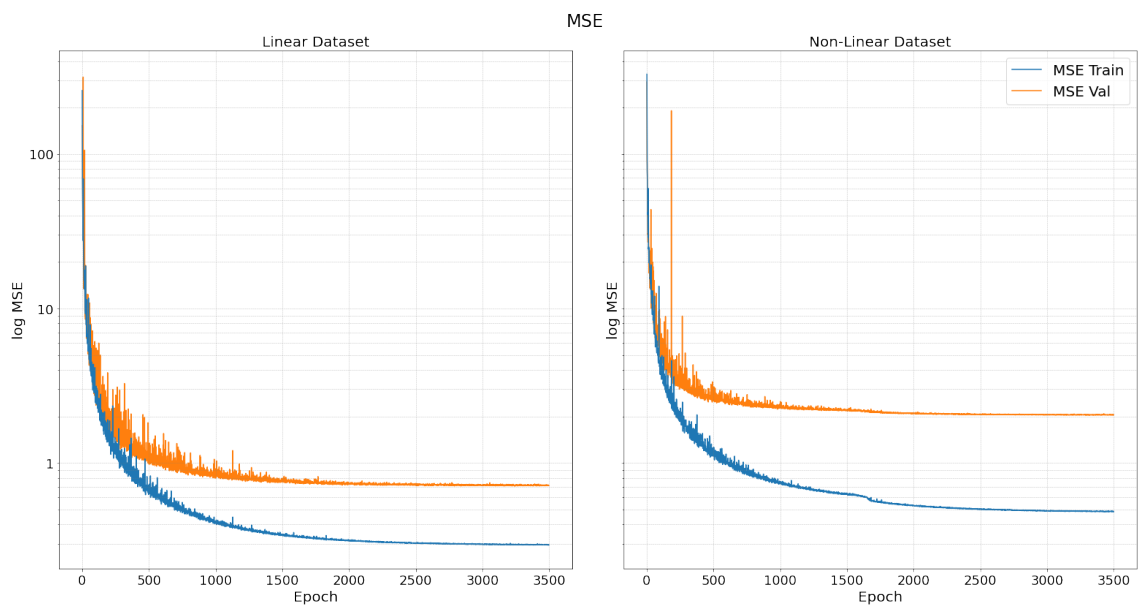 MSE
Linear Dataset
log MSE
100
10
1
0 500 1000 1500 2000 2500 3000 3500
Epoch
Non-Linear Dataset
MSE Train
MSE Val
log MSE
0 500 1000 1500 2000 2500 3000 3500
Epoch